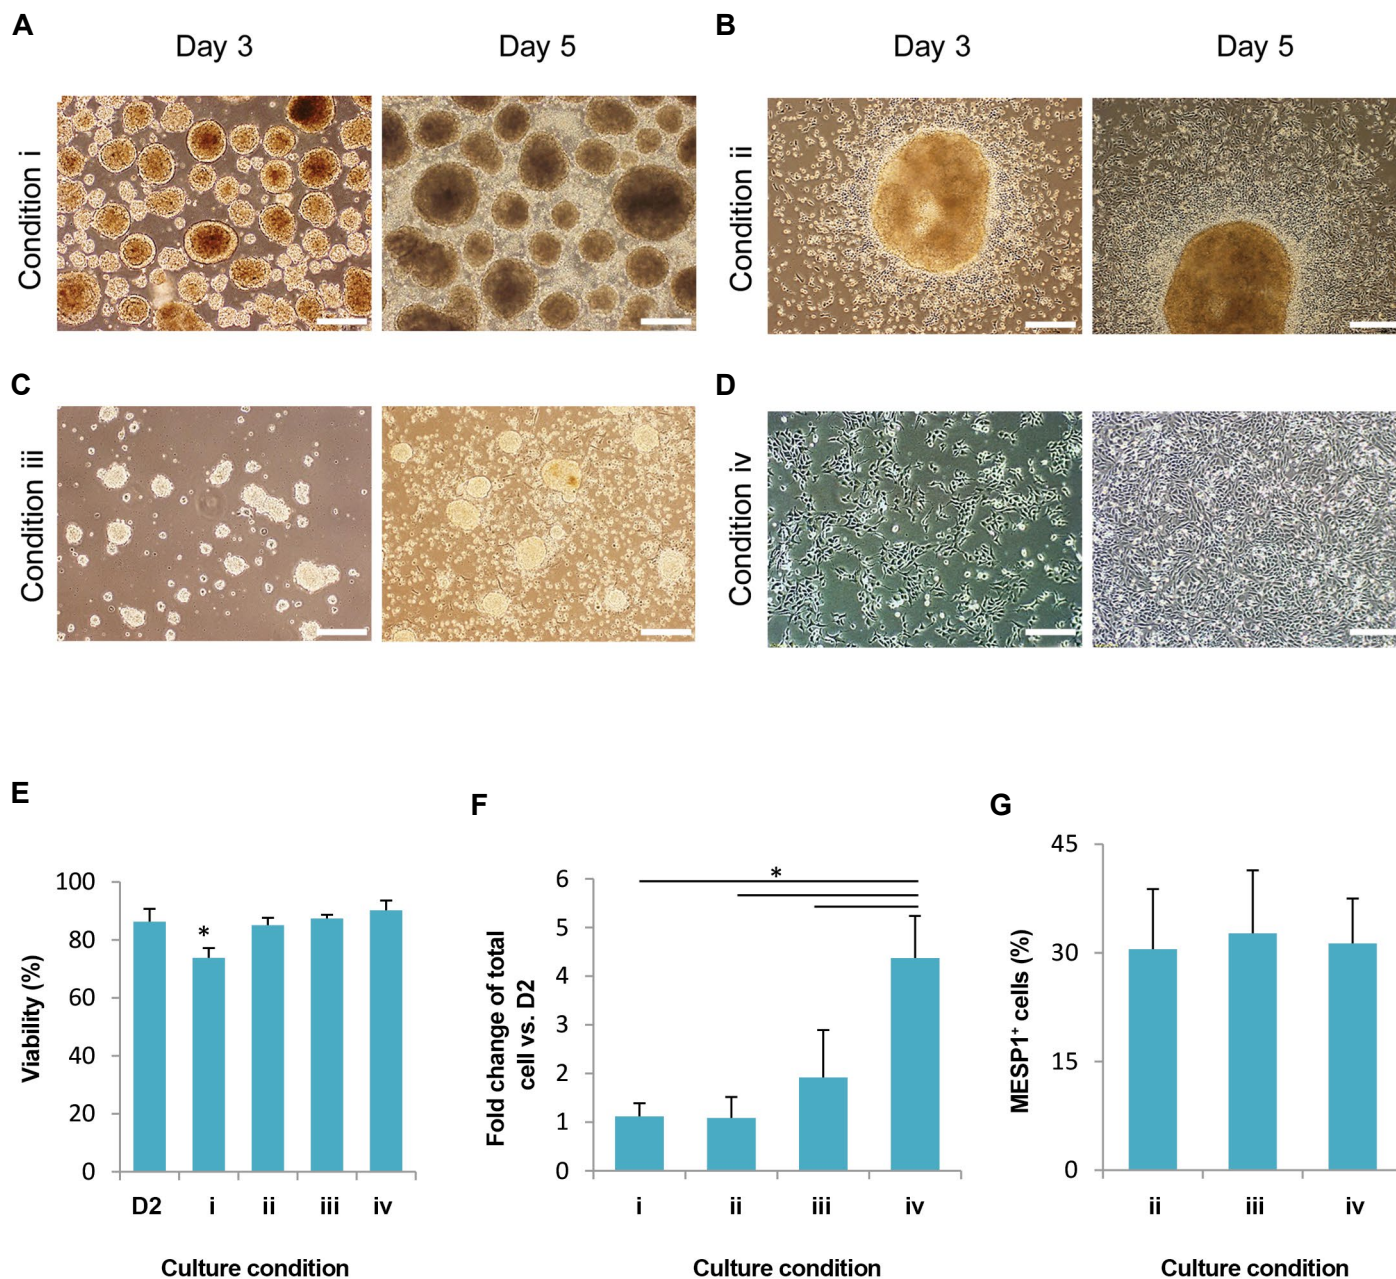 A
Day 3
Day 5
Condition i
B
Day 3
Day 5
Condition ii
C
Condition iii
D
Condition iv
E
Viability (%)
100
80
60
40
20
0
*
D2 i ii iii iv
Culture condition
F
Fold change of total
cell vs. D2
6
5
4
3
2
1
0
*
i ii iii iv
Culture condition
G
MESP1⁺ cells (%)
45
30
15
0
ii iii iv
Culture condition